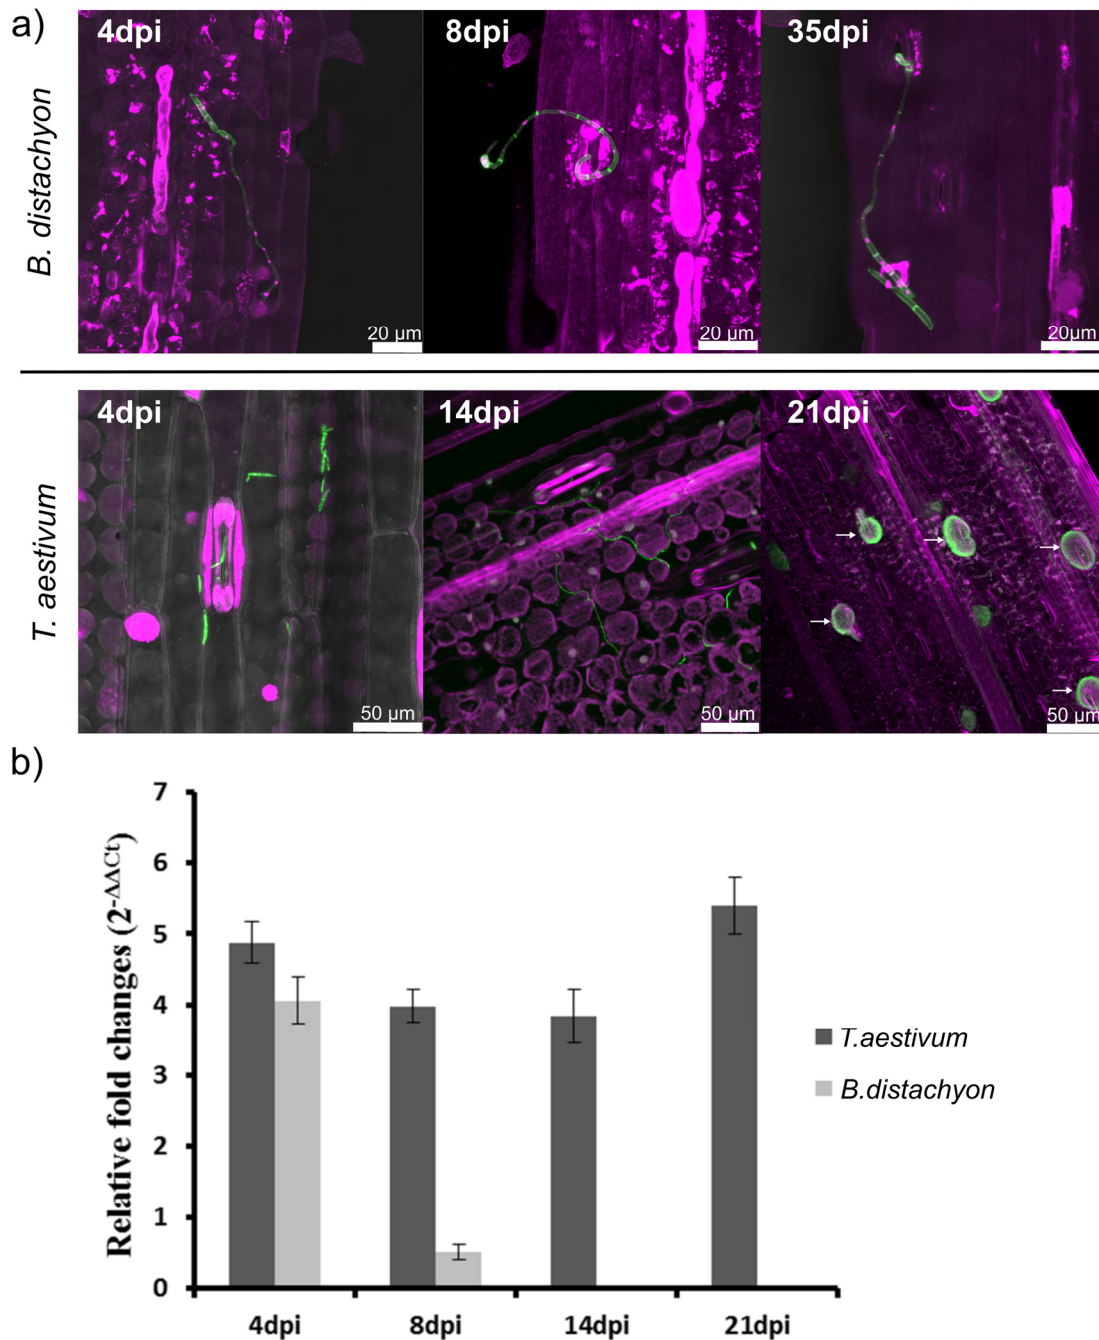 a)
4dpi
8dpi
35dpi
B. distachyon
20 µm
20 µm
20µm
4dpi
14dpi
21dpi
T. aestivum
50 µm
50 µm
50 µm
b)
Relative fold changes (2-ΔΔCt)
7
6
5
4
3
2
1
0
4dpi
8dpi
14dpi
21dpi
T.aestivum
B.distachyon